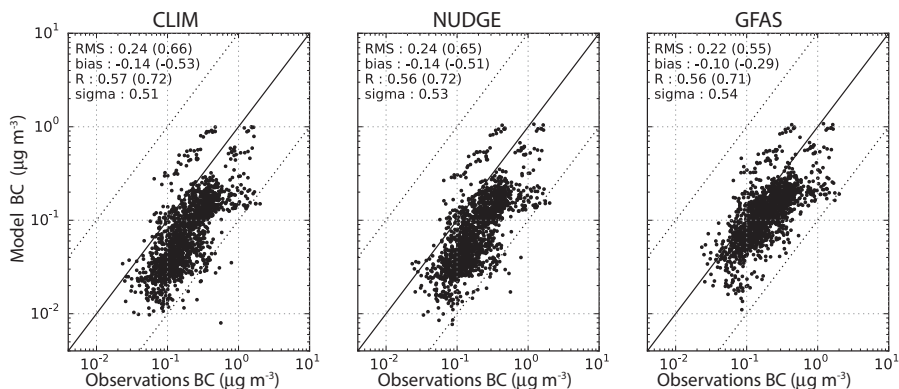 CLIM
NUDGE
GFAS
RMS : 0.24 (0.66)
bias : -0.14 (-0.53)
R : 0.57 (0.72)
sigma : 0.51
RMS : 0.24 (0.65)
bias : -0.14 (-0.51)
R : 0.56 (0.72)
sigma : 0.53
RMS : 0.22 (0.55)
bias : -0.10 (-0.29)
R : 0.56 (0.71)
sigma : 0.54
Model BC (μg m⁻³)
10¹
10⁰
10⁻¹
10⁻²
10⁻² 10⁻¹ 10⁰ 10¹
10⁻² 10⁻¹ 10⁰ 10¹
10⁻² 10⁻¹ 10⁰ 10¹
Observations BC (μg m⁻³)
Observations BC (μg m⁻³)
Observations BC (μg m⁻³)